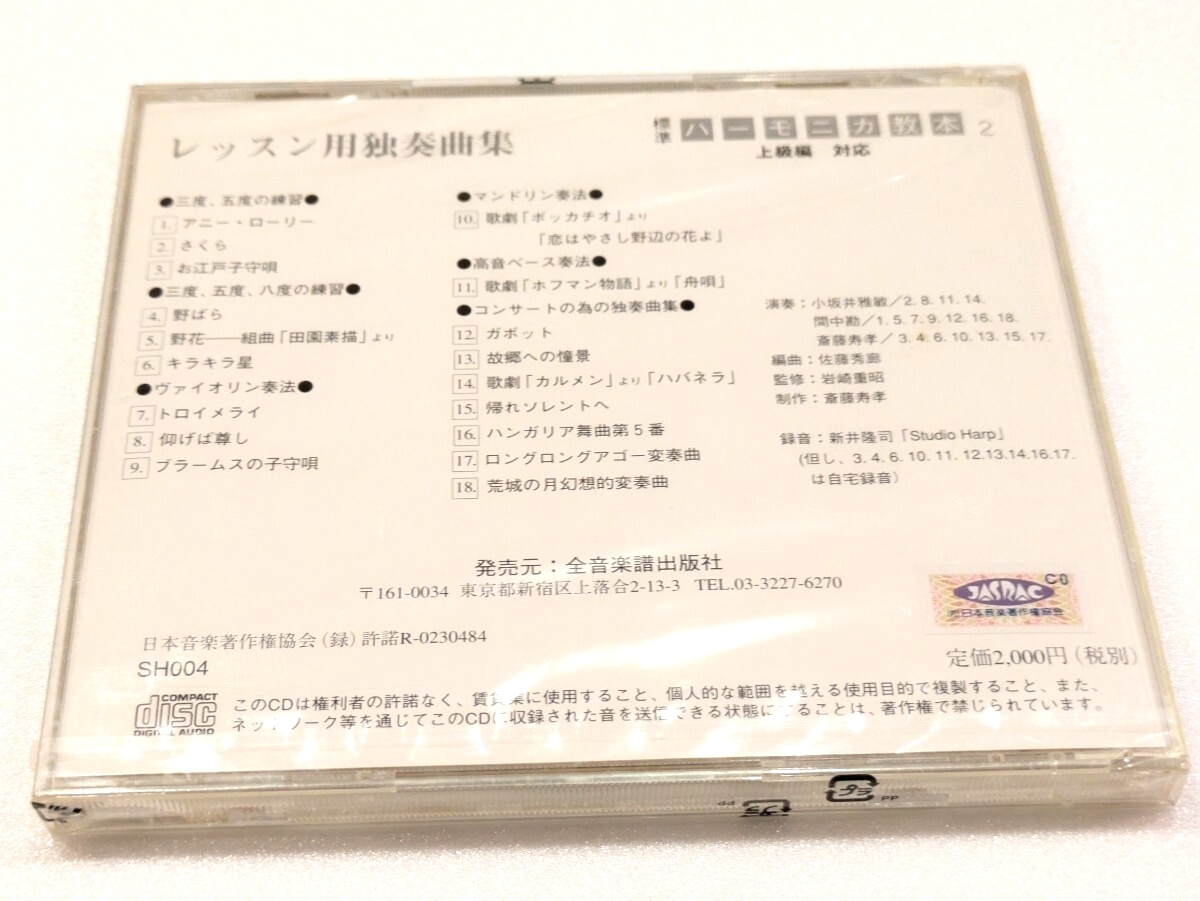 レッスン用独奏曲集
標準 ハーモニカ教本 2
上級編 対応
●三度、五度の練習●
1. アニー・ローリー
2. さくら
3. お江戸子守唄
●三度、五度、八度の練習●
4. 野ばら
5. 野花――組曲「田園素描」より
6. キラキラ星
●ヴァイオリン奏法●
7. トロイメライ
8. 仰げば尊し
9. ブラームスの子守唄
●マンドリン奏法●
10. 歌劇「ボッカチオ」より
「恋はやさし野辺の花よ」
●高音ベース奏法●
11. 歌劇「ホフマン物語」より「舟唄」
●コンサートの為の独奏曲集●
12. ガボット
13. 故郷への憧景
14. 歌劇「カルメン」より「ハバネラ」
15. 帰れソレントへ
16. ハンガリア舞曲第5番
17. ロングロングアゴー変奏曲
18. 荒城の月幻想的変奏曲
演奏：小坂井雅敏/2. 8. 11. 14.
間中勘/1. 5. 7. 9. 12. 16. 18.
斎藤寿孝/3. 4. 6. 10. 13. 15. 17.
編曲：佐藤秀廊
監修：岩崎重昭
制作：斎藤寿孝
録音：新井隆司「Studio Harp」
(但し、3. 4. 6. 10. 11. 12.13.14.16.17.
は自宅録音)
発売元：全音楽譜出版社
〒161-0034 東京都新宿区上落合2-13-3 TEL.03-3227-6270
C0
JASRAC
日本音楽著作権協会
日本音楽著作権協会(録)許諾R-0230484
SH004
定価2,000円(税別)
COMPACT
disc
DIGITAL AUDIO
このCDは権利者の許諾なく、賃貸業に使用すること、個人的な範囲を越える使用目的で複製すること、また、
ネットワーク等を通じてこのCDに収録された音を送信できる状態にすることは、著作権で禁じられています。
PP
プラ
プラ
PP